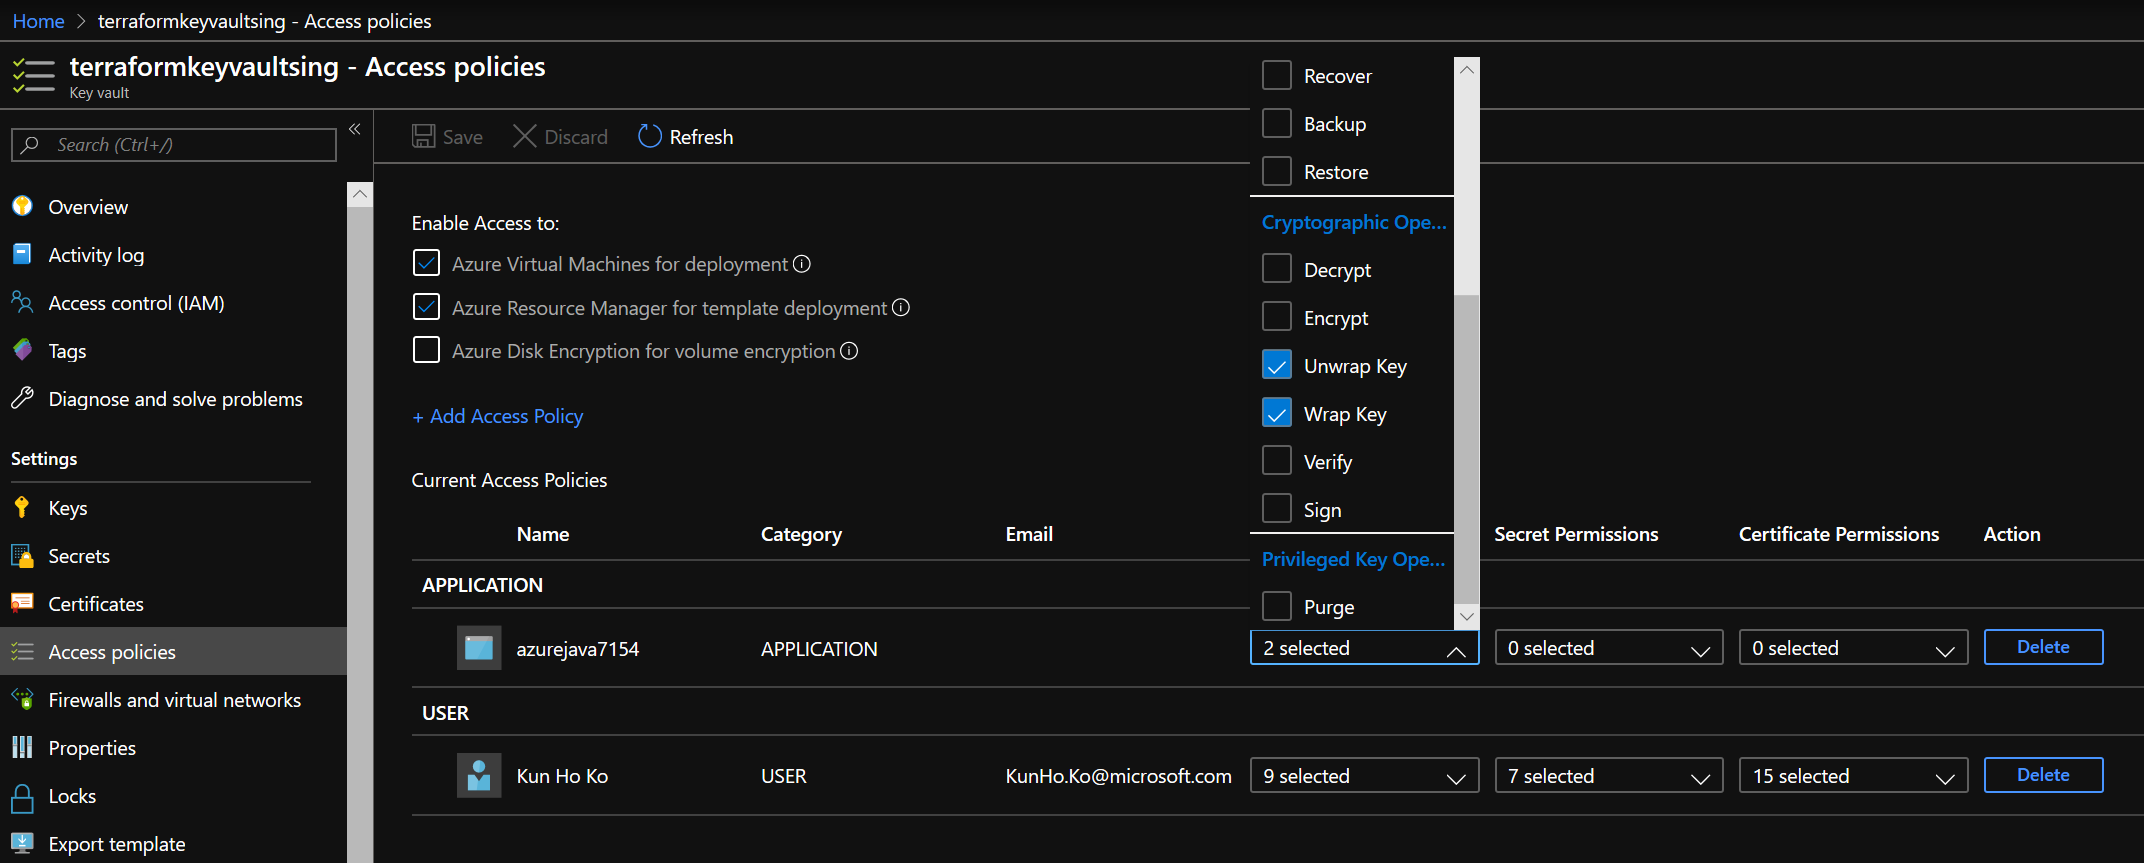 Home > terraformkeyvaultsing - Access policies
terraformkeyvaultsing - Access policies
Key vault
Search (Ctrl+/)
Overview
Activity log
Access control (IAM)
Tags
Diagnose and solve problems
Settings
Keys
Secrets
Certificates
Access policies
Firewalls and virtual networks
Properties
Locks
Export template
Save Discard Refresh
Enable Access to:
Azure Virtual Machines for deployment
Azure Resource Manager for template deployment
Azure Disk Encryption for volume encryption
+ Add Access Policy
Current Access Policies
Recover
Backup
Restore
Cryptographic Ope...
Decrypt
Encrypt
Unwrap Key
Wrap Key
Verify
Sign
Privileged Key Ope...
Purge
Name Category Email Secret Permissions Certificate Permissions Action
APPLICATION
azurejava7154 APPLICATION 2 selected 0 selected 0 selected Delete
USER
Kun Ho Ko USER KunHo.Ko@microsoft.com 9 selected 7 selected 15 selected Delete